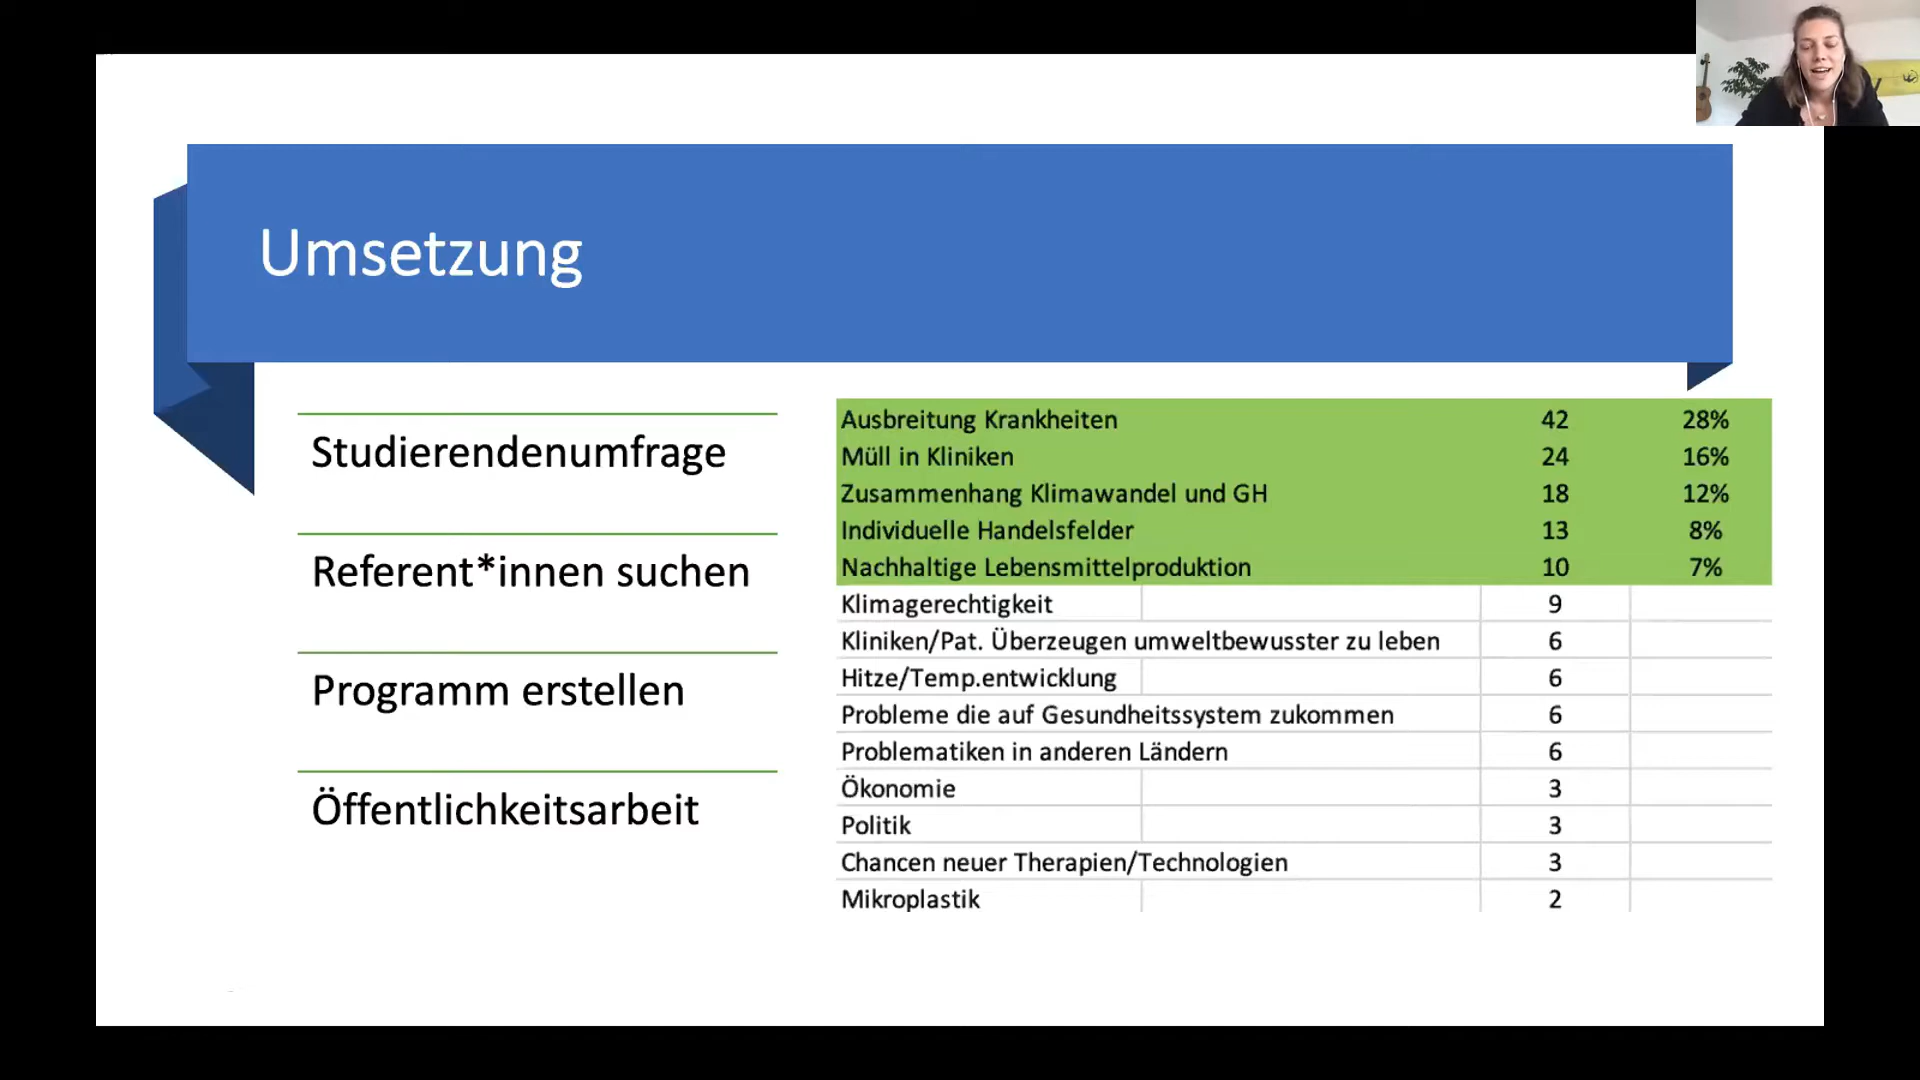 Umsetzung
Studierendenumfrage
Referent*innen suchen
Programm erstellen
Öffentlichkeitsarbeit
Ausbreitung Krankheiten 42 28%
Müll in Kliniken 24 16%
Zusammenhang Klimawandel und GH 18 12%
Individuelle Handelsfelder 13 8%
Nachhaltige Lebensmittelproduktion 10 7%
Klimagerechtigkeit 9
Kliniken/Pat. Überzeugen umweltbewusster zu leben 6
Hitze/Temp.entwicklung 6
Probleme die auf Gesundheitssystem zukommen 6
Problematiken in anderen Ländern 6
Ökonomie 3
Politik 3
Chancen neuer Therapien/Technologien 3
Mikroplastik 2